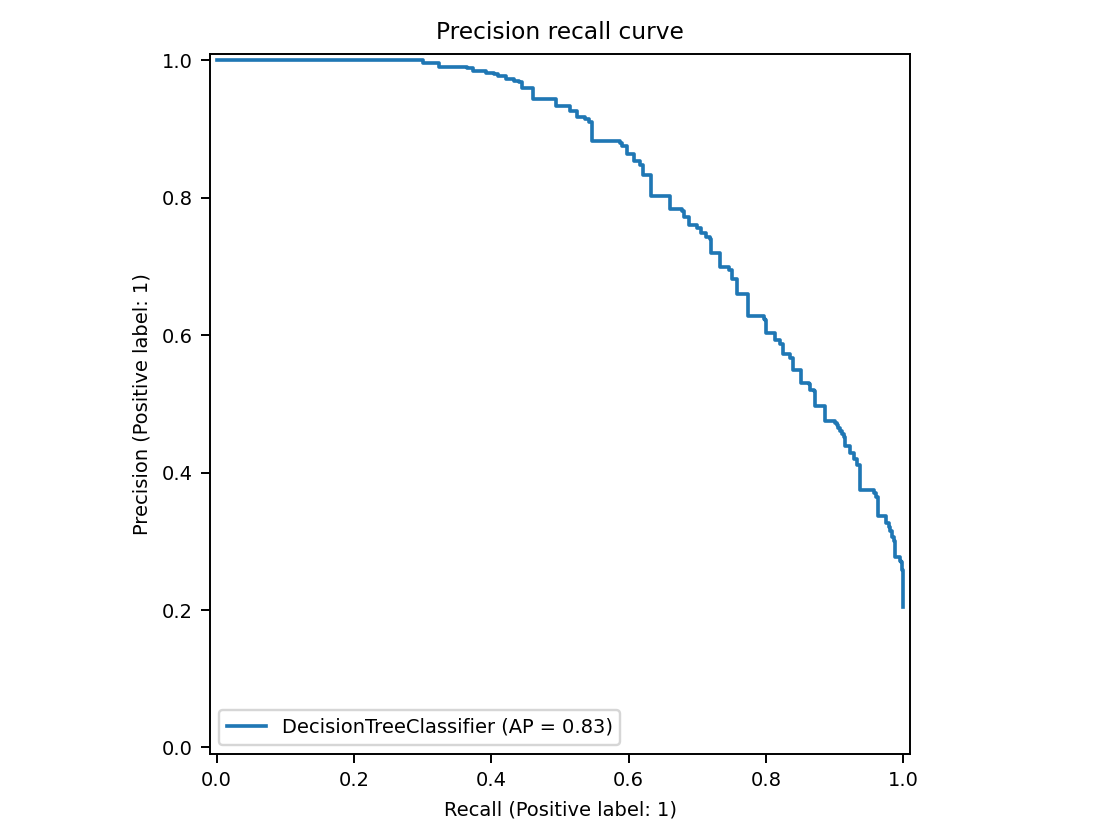 Precision recall curve
1.0
0.8
0.6
0.4
0.2
0.0
Precision (Positive label: 1)
DecisionTreeClassifier (AP = 0.83)
0.0 0.2 0.4 0.6 0.8 1.0
Recall (Positive label: 1)